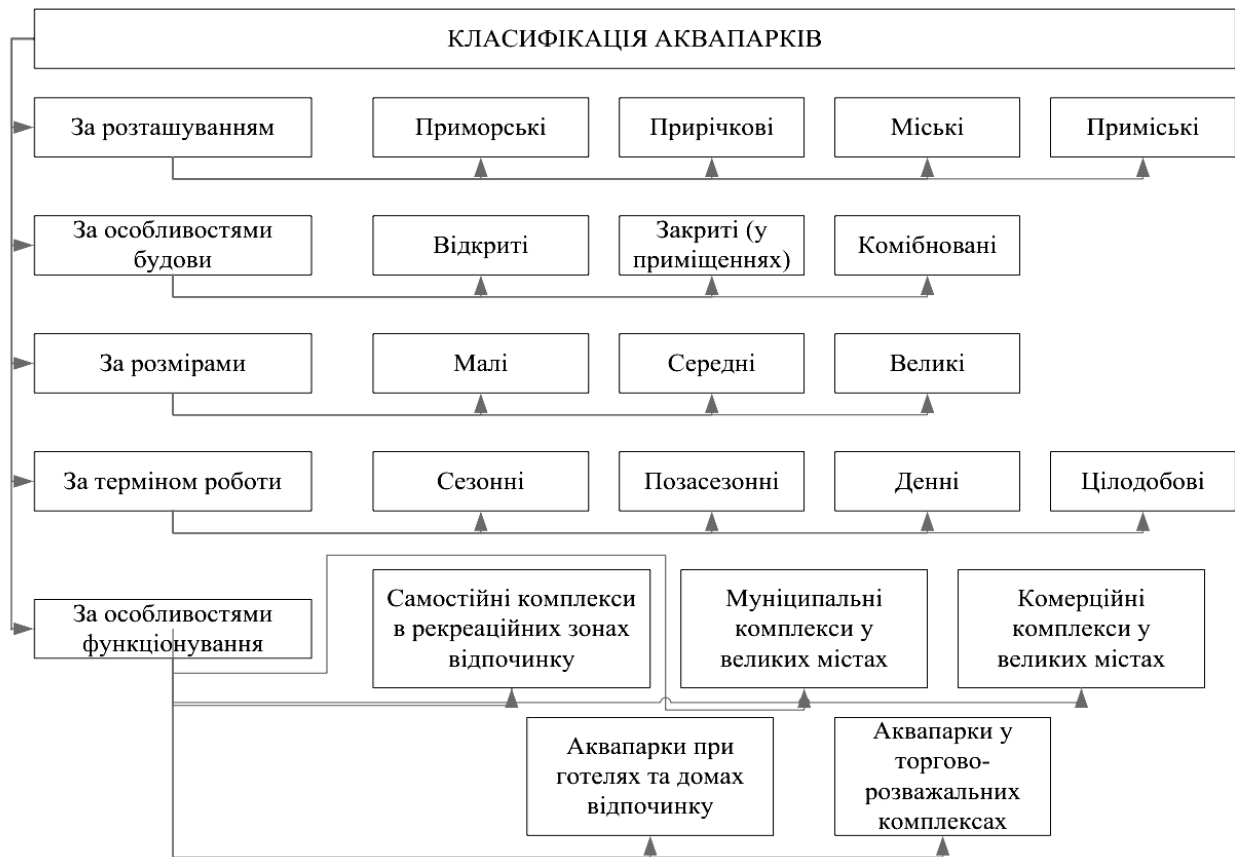 КЛАСИФІКАЦІЯ АКВАПАРКІВ
За розташуванням
Приморські
Прирічкові
Міські
Приміські
За особливостями
будови
Відкриті
Закриті (у
приміщеннях)
Комібновані
За розмірами
Малі
Середні
Великі
За терміном роботи
Сезонні
Позасезонні
Денні
Цілодобові
За особливостями
функціонування
Самостійні комплекси
в рекреаційних зонах
відпочинку
Муніципальні
комплекси у
великих містах
Комерційні
комплекси у
великих містах
Аквапарки при
готелях та домах
відпочинку
Аквапарки у
торгово-
розважальних
комплексах